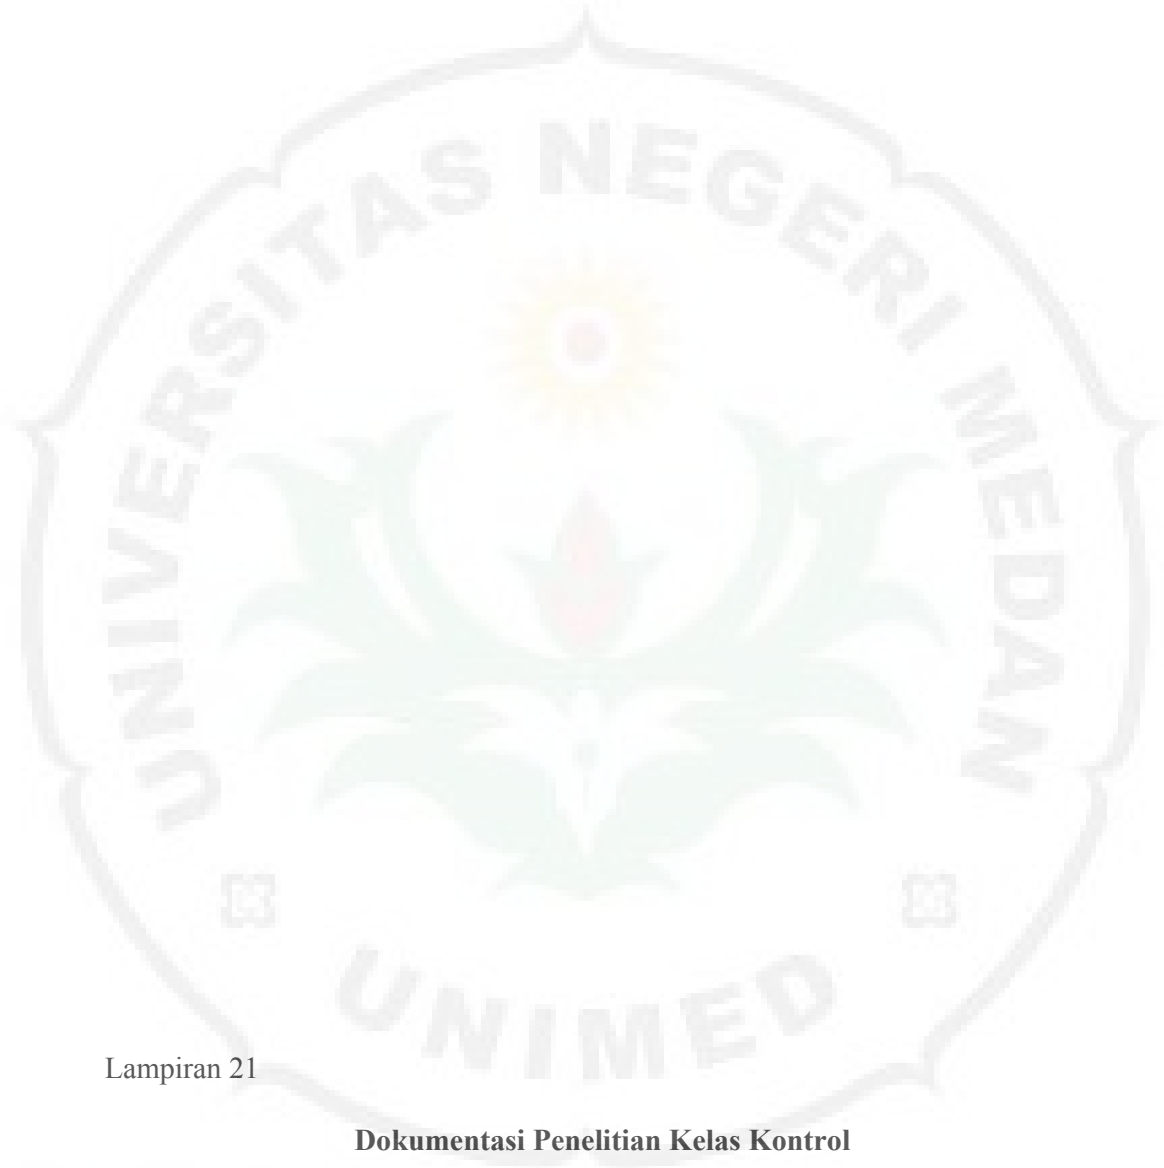 UNIVERSITAS NEGERI MEDAN
UNIMED
Lampiran 21
Dokumentasi Penelitian Kelas Kontrol